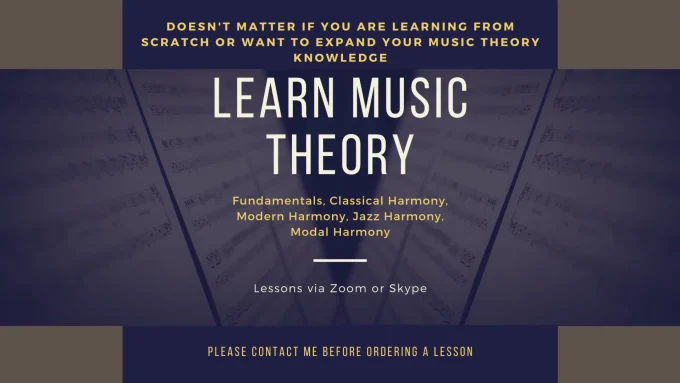 DOESN'T MATTER IF YOU ARE LEARNING FROM
SCRATCH OR WANT TO EXPAND YOUR MUSIC THEORY
KNOWLEDGE
LEARN MUSIC
THEORY
Fundamentals, Classical Harmony,
Modern Harmony, Jazz Harmony,
Modal Harmony
Lessons via Zoom or Skype
PLEASE CONTACT ME BEFORE ORDERING A LESSON